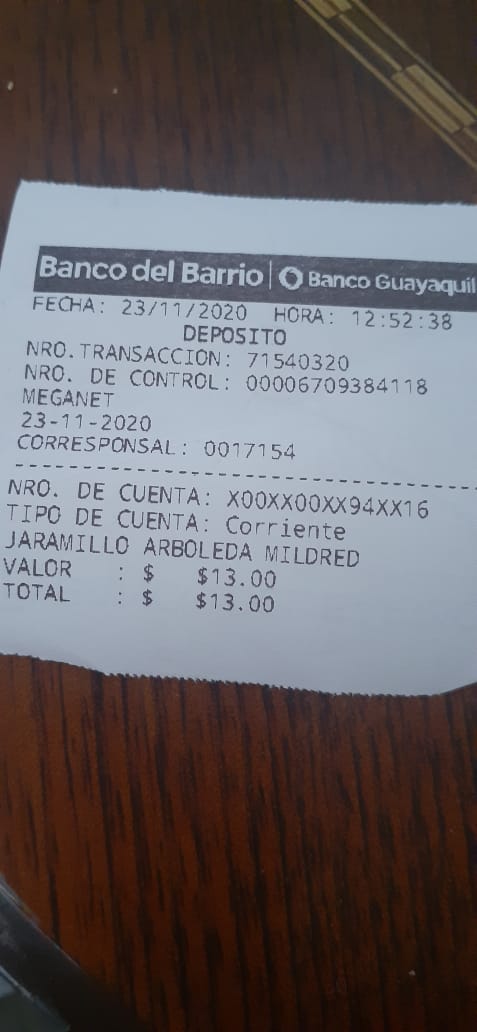 Banco del Barrio | Banco Guayaquil
FECHA: 23/11/2020 HORA: 12:52:38
DEPOSITO
NRO.TRANSACCION: 71540320
NRO. DE CONTROL: 00006709384118
MEGANET
23-11-2020
CORRESPONSAL: 0017154
NRO. DE CUENTA: X00XX00XX94XX16
TIPO DE CUENTA: Corriente
JARAMILLO ARBOLEDA MILDRED
VALOR : $ $13.00
TOTAL : $ $13.00